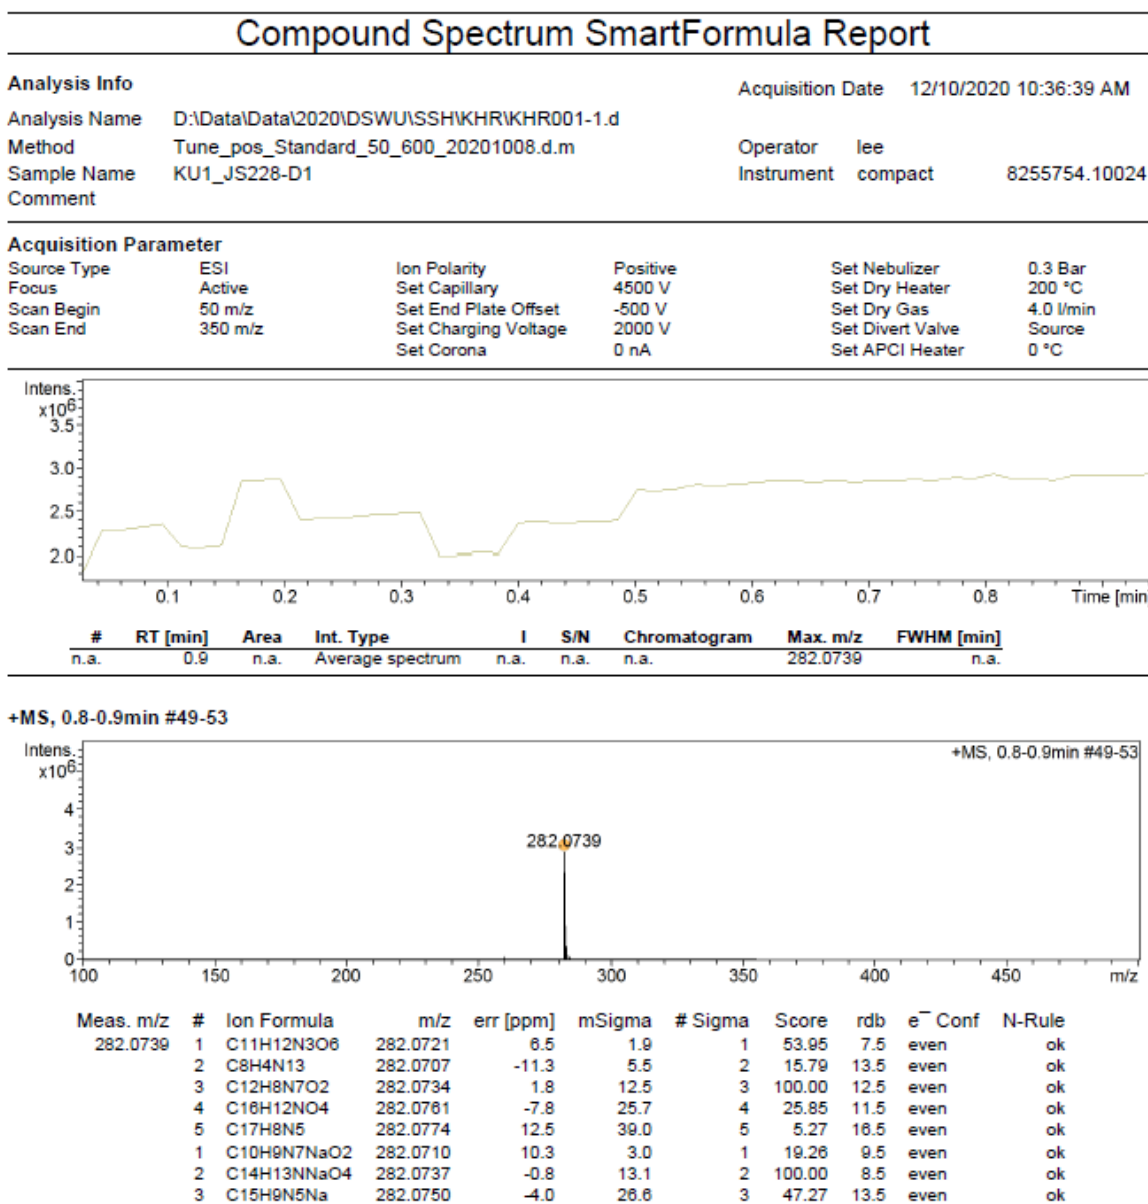 Compound Spectrum SmartFormula Report
Analysis Info
Acquisition Date 12/10/2020 10:36:39 AM
Analysis Name D:\Data\Data\2020\DSWU\SSH\KHR\KHR001-1.d
Method Tune_pos_Standard_50_600_20201008.d.m Operator lee
Sample Name KU1_JS228-D1 Instrument compact 8255754.10024
Comment
Acquisition Parameter
Source Type ESI Ion Polarity Positive Set Nebulizer 0.3 Bar
Focus Active Set Capillary 4500 V Set Dry Heater 200 °C
Scan Begin 50 m/z Set End Plate Offset -500 V Set Dry Gas 4.0 l/min
Scan End 350 m/z Set Charging Voltage 2000 V Set Divert Valve Source
Set Corona 0 nA Set APCI Heater 0 °C
Intens.
x10⁶
3.5
3.0
2.5
2.0
0.1 0.2 0.3 0.4 0.5 0.6 0.7 0.8 Time [min
# RT [min] Area Int. Type I S/N Chromatogram Max. m/z FWHM [min]
n.a. 0.9 n.a. Average spectrum n.a. n.a. n.a. 282.0739 n.a.
+MS, 0.8-0.9min #49-53
Intens.
x10⁶
+MS, 0.8-0.9min #49-53
4
282.0739
3
2
1
0
100 150 200 250 300 350 400 450 m/z
Meas. m/z # Ion Formula m/z err [ppm] mSigma # Sigma Score rdb e⁻ Conf N-Rule
282.0739 1 C11H12N3O6 282.0721 6.5 1.9 1 53.95 7.5 even ok
2 C8H4N13 282.0707 -11.3 5.5 2 15.79 13.5 even ok
3 C12H8N7O2 282.0734 1.8 12.5 3 100.00 12.5 even ok
4 C16H12NO4 282.0761 -7.8 25.7 4 25.85 11.5 even ok
5 C17H8N5 282.0774 12.5 39.0 5 5.27 16.5 even ok
1 C10H9N7NaO2 282.0710 10.3 3.0 1 19.26 9.5 even ok
2 C14H13NNaO4 282.0737 -0.8 13.1 2 100.00 8.5 even ok
3 C15H9N5Na 282.0750 -4.0 26.6 3 47.27 13.5 even ok